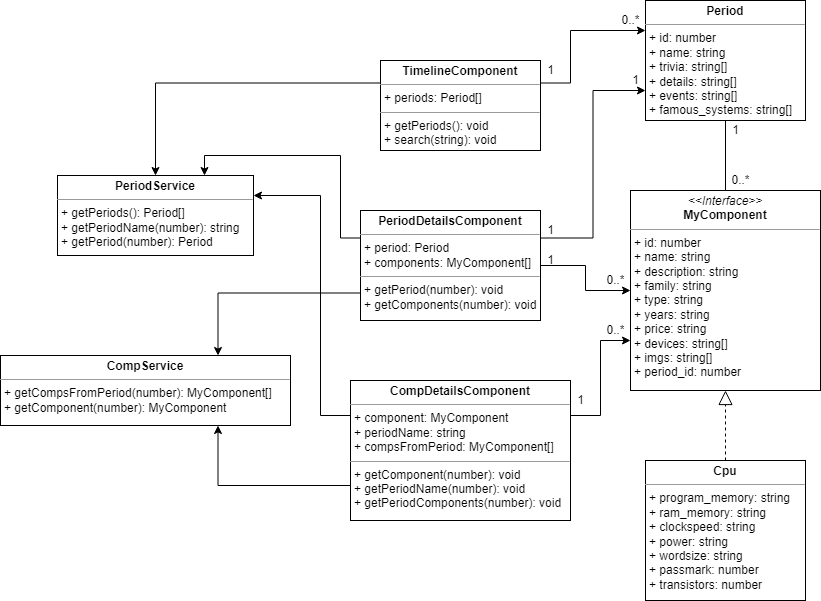 Period
+ id: number
+ name: string
+ trivia: string[]
+ details: string[]
+ events: string[]
+ famous_systems: string[]
0..*
1
TimelineComponent
+ periods: Period[]
+ getPeriods(): void
+ search(string): void
1
1
0..*
PeriodService
+ getPeriods(): Period[]
+ getPeriodName(number): string
+ getPeriod(number): Period
PeriodDetailsComponent
+ period: Period
+ components: MyComponent[]
+ getPeriod(number): void
+ getComponents(number): void
1
1
0..*
0..*
<<Interface>>
MyComponent
+ id: number
+ name: string
+ description: string
+ family: string
+ type: string
+ years: string
+ price: string
+ devices: string[]
+ imgs: string[]
+ period_id: number
CompService
+ getCompsFromPeriod(number): MyComponent[]
+ getComponent(number): MyComponent
CompDetailsComponent
+ component: MyComponent
+ periodName: string
+ compsFromPeriod: MyComponent[]
+ getComponent(number): void
+ getPeriodName(number): void
+ getPeriodComponents(number): void
1
Cpu
+ program_memory: string
+ ram_memory: string
+ clockspeed: string
+ power: string
+ wordsize: string
+ passmark: number
+ transistors: number